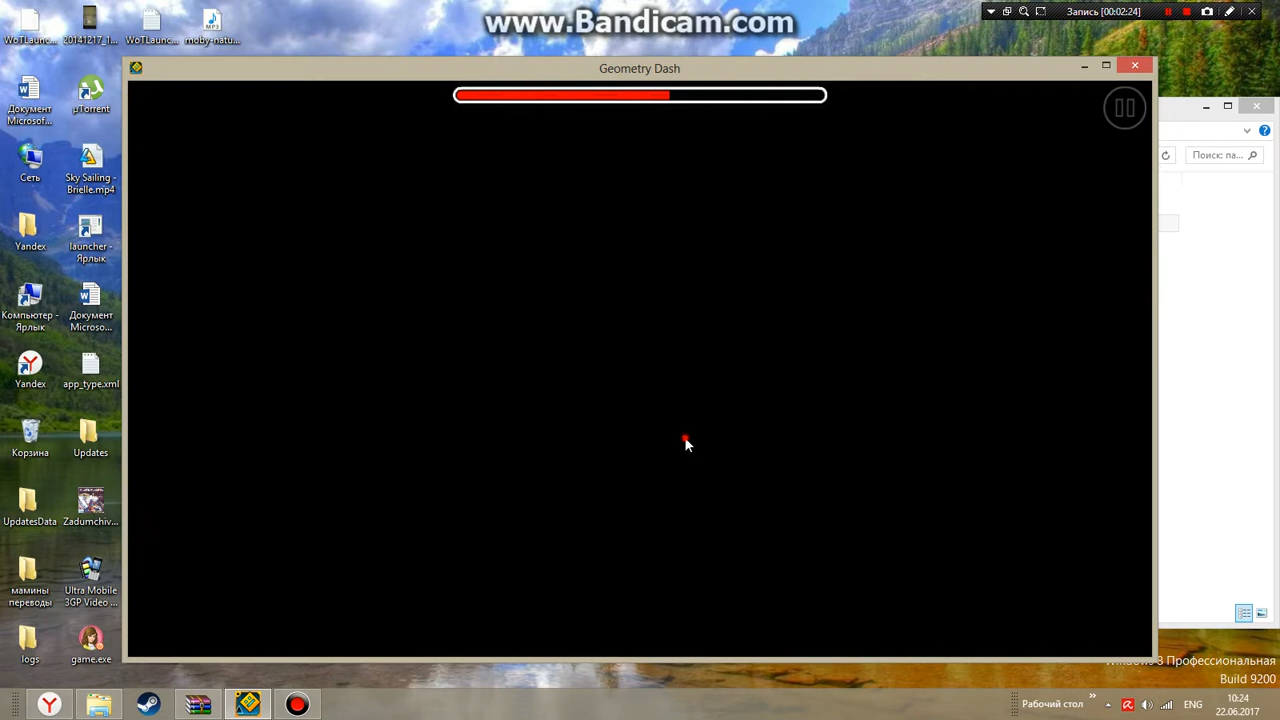 www.Bandicam.com
Запись [00:02:24]
WoTLaunc...
20141217_1...
WoTLaunc...
moby-natu...
Geometry Dash
Документ
Microsof...
µTorrent
Сеть
Sky Sailing -
Brielle.mp4
Поиск: па...
Yandex
launcher -
Ярлык
Компьютер -
Ярлык
Документ
Microso...
Yandex
app_type.xml
Корзина
Updates
UpdatesData
Zadumchiv...
мамины
переводы
Ultra Mobile
3GP Video ...
logs
game.exe
Windows 8 Профессиональная
Build 9200
Рабочий стол
ENG
10:24
22.06.2017